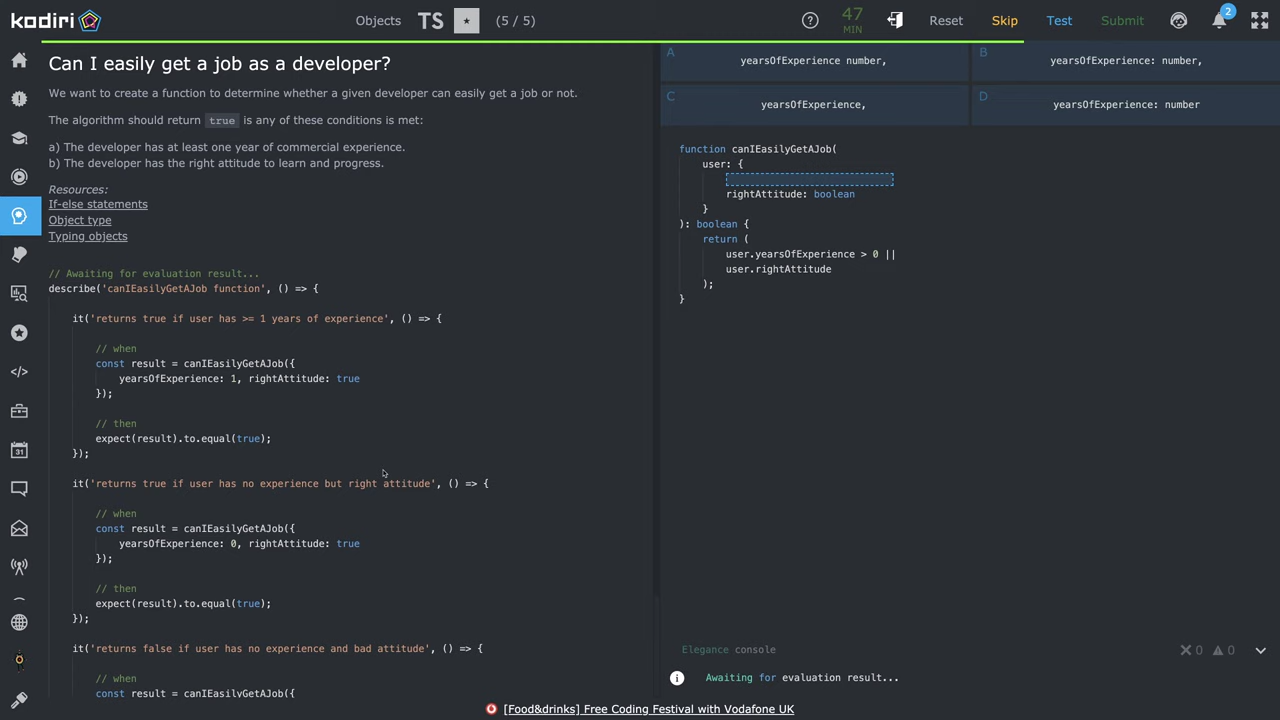 kodiri
Objects TS (5 / 5)
47
MIN
Reset
Skip
Test
Submit
2
Can I easily get a job as a developer?
We want to create a function to determine whether a given developer can easily get a job or not.
The algorithm should return true is any of these conditions is met:
a) The developer has at least one year of commercial experience.
b) The developer has the right attitude to learn and progress.
Resources:
If-else statements
Object type
Typing objects
// Awaiting for evaluation result...
describe('canIEasilyGetAJob function', () => {
it('returns true if user has >= 1 years of experience', () => {
// when
const result = canIEasilyGetAJob({
yearsOfExperience: 1, rightAttitude: true
});
// then
expect(result).to.equal(true);
});
it('returns true if user has no experience but right attitude', () => {
// when
const result = canIEasilyGetAJob({
yearsOfExperience: 0, rightAttitude: true
});
// then
expect(result).to.equal(true);
});
it('returns false if user has no experience and bad attitude', () => {
// when
const result = canIEasilyGetAJob({
A yearsOfExperience number,
B yearsOfExperience: number,
C yearsOfExperience,
D yearsOfExperience: number
function canIEasilyGetAJob(
user: {
rightAttitude: boolean
}
): boolean {
return (
user.yearsOfExperience > 0 ||
user.rightAttitude
);
}
Elegance console
0 0
Awaiting for evaluation result...
31
[Food&drinks] Free Coding Festival with Vodafone UK